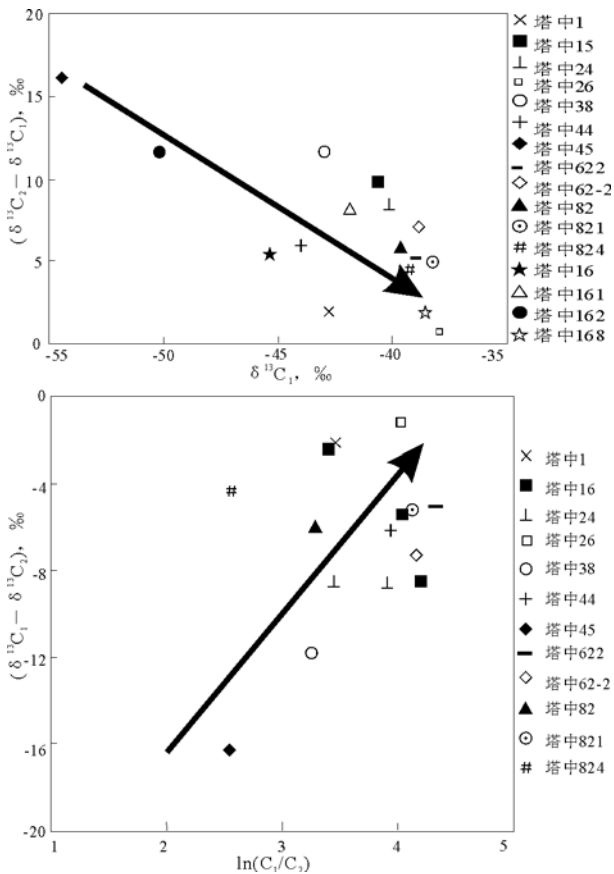 20
15
10
5
0
(δ¹³C₂－δ¹³C₁), ‰
-55
-50
-45
-40
-35
δ¹³C₁, ‰
塔中1
塔中15
塔中24
塔中26
塔中38
塔中44
塔中45
塔中622
塔中62-2
塔中82
塔中821
塔中824
塔中16
塔中161
塔中162
塔中168
0
-4
-8
-12
-16
-20
(δ¹³C₁－δ¹³C₂), ‰
1
2
3
4
5
ln(C₁/C₂)
塔中1
塔中16
塔中24
塔中26
塔中38
塔中44
塔中45
塔中622
塔中62-2
塔中82
塔中821
塔中824